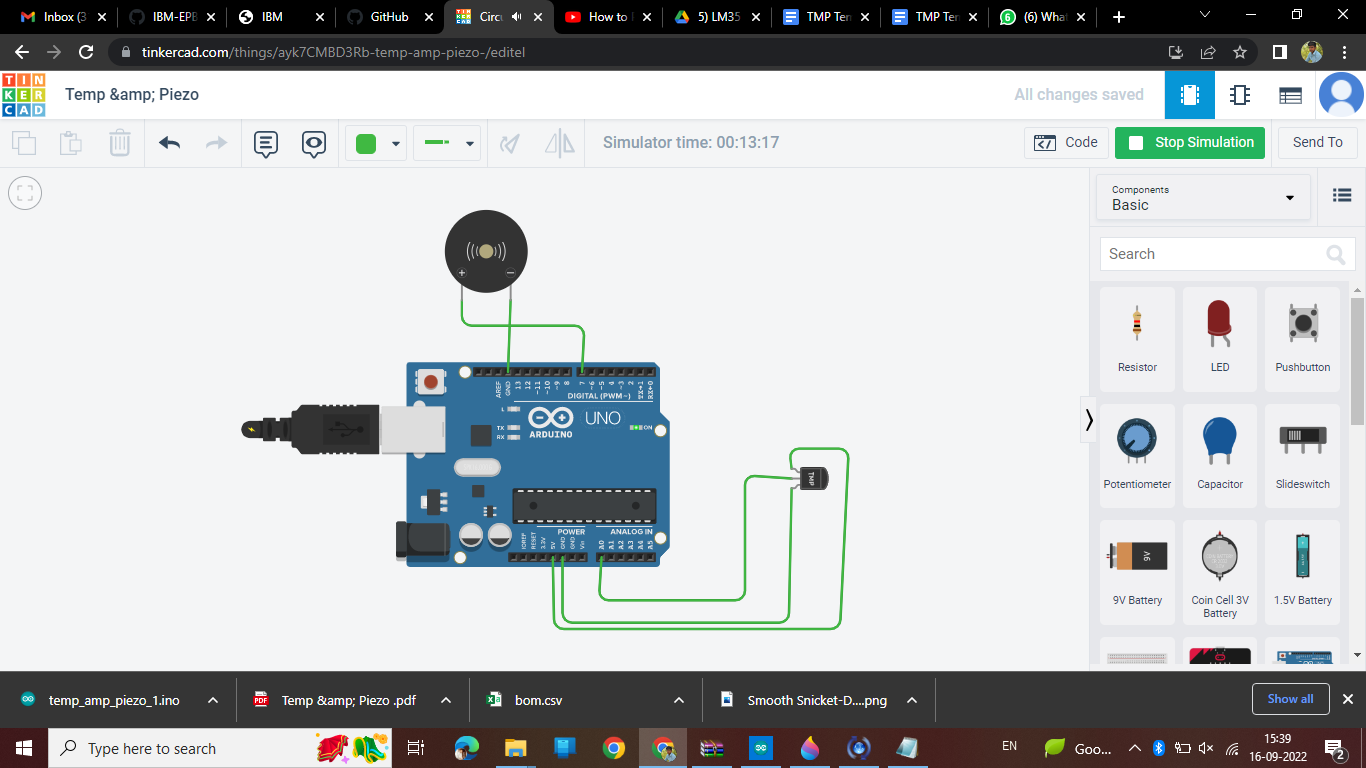 Inbox (3
IBM-EPB
IBM
GitHub
Circu
How to
5) LM35
TMP Ten
TMP Ten
(6) What
tinkercad.com/things/ayk7CMBD3Rb-temp-amp-piezo-/editel
TIN
KER
CAD
Temp &amp; Piezo
All changes saved
Simulator time: 00:13:17
Code
Stop Simulation
Send To
Components
Basic
Search
Resistor
LED
Pushbutton
Potentiometer
Capacitor
Slideswitch
9V
9V Battery
Coin Cell 3V
Battery
1.5V Battery
+ −
AREF GND 13 12 ~11 ~10 ~9 8 7 ~6 ~5 4 ~3 2 TX→1 RX←0
DIGITAL (PWM~)
L
TX
RX
ARDUINO
UNO
ON
TMP
POWER
ANALOG IN
IOREF RESET 3.3V 5V GND GND Vin A0 A1 A2 A3 A4 A5
temp_amp_piezo_1.ino
PDF
Temp &amp; Piezo .pdf
bom.csv
Smooth Snicket-D....png
Show all
Type here to search
EN
Goo...
15:39
16-09-2022
2